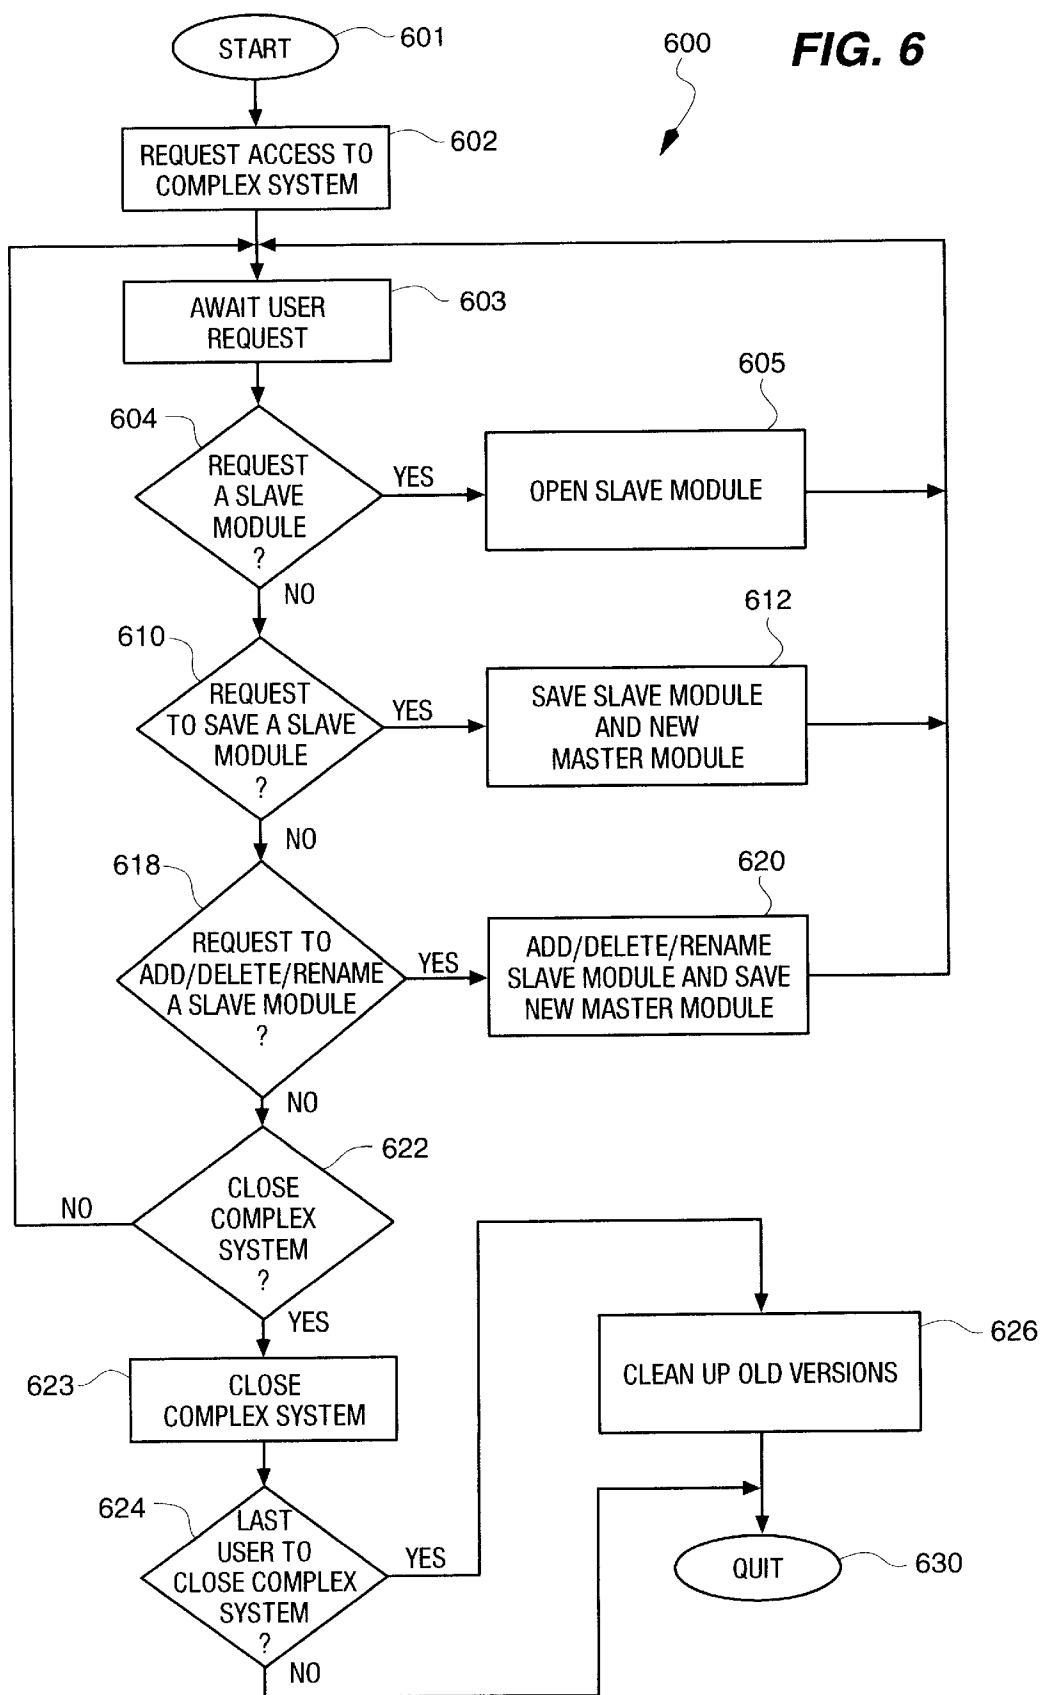 FIG. 6
600
START
601
REQUEST ACCESS TO
COMPLEX SYSTEM
602
AWAIT USER
REQUEST
603
604
REQUEST
A SLAVE
MODULE
?
YES
NO
605
OPEN SLAVE MODULE
610
REQUEST
TO SAVE A SLAVE
MODULE
?
YES
NO
612
SAVE SLAVE MODULE
AND NEW
MASTER MODULE
618
REQUEST TO
ADD/DELETE/RENAME
A SLAVE MODULE
?
YES
NO
620
ADD/DELETE/RENAME
SLAVE MODULE AND SAVE
NEW MASTER MODULE
622
CLOSE
COMPLEX
SYSTEM
?
NO
YES
623
CLOSE
COMPLEX SYSTEM
624
LAST
USER TO
CLOSE COMPLEX
SYSTEM
?
YES
NO
626
CLEAN UP OLD VERSIONS
QUIT
630